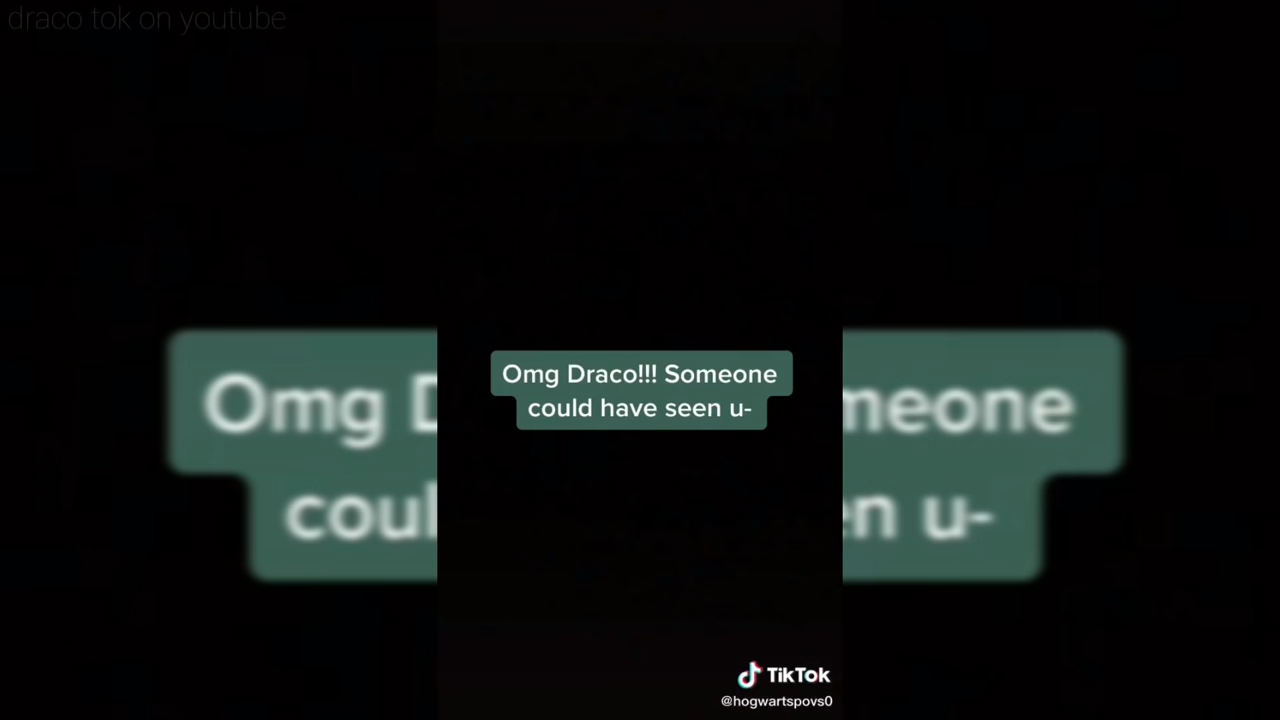 draco tok on youtube
Omg Draco!!! Someone
could have seen u-
TikTok
@hogwartspovs0